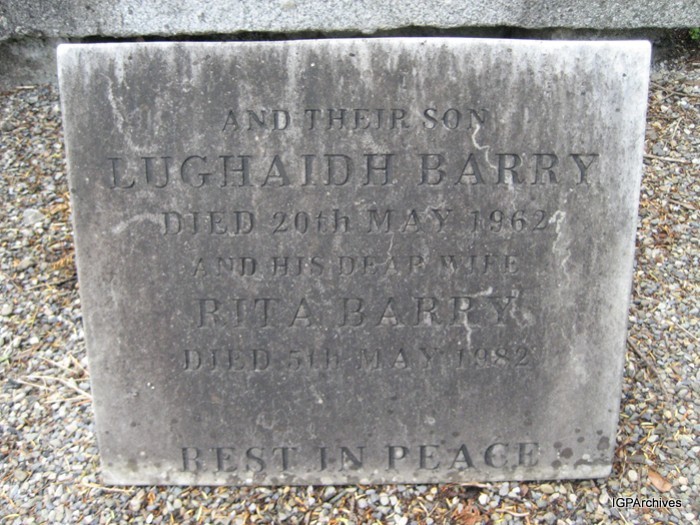 AND THEIR SON
LUGHAIDH BARRY
DIED 20th MAY 1962
AND HIS DEAR WIFE
RITA BARRY
DIED 5th MAY 1982
REST IN PEACE
IGPArchives